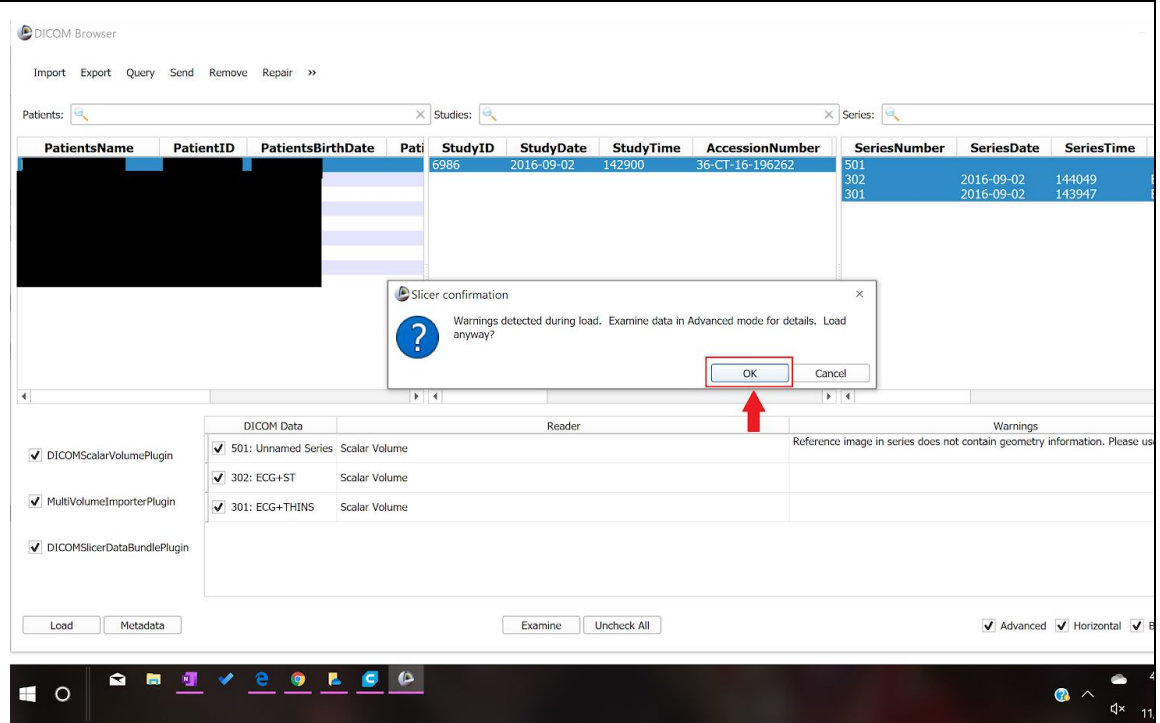 DICOM Browser
Import Export Query Send Remove Repair »
Patients: Studies: Series:
PatientsName PatientID PatientsBirthDate Pati StudyID StudyDate StudyTime AccessionNumber SeriesNumber SeriesDate SeriesTime
6986 2016-09-02 142900 36-CT-16-196262 501
302 2016-09-02 144049
301 2016-09-02 143947
Slicer confirmation
Warnings detected during load. Examine data in Advanced mode for details. Load
anyway?
OK Cancel
DICOM Data Reader Warnings
DICOMScalarVolumePlugin 501: Unnamed Series Scalar Volume Reference image in series does not contain geometry information. Please us
302: ECG+ST Scalar Volume
MultiVolumeImporterPlugin 301: ECG+THINS Scalar Volume
DICOMSlicerDataBundlePlugin
Load Metadata Examine Uncheck All Advanced Horizontal B
11